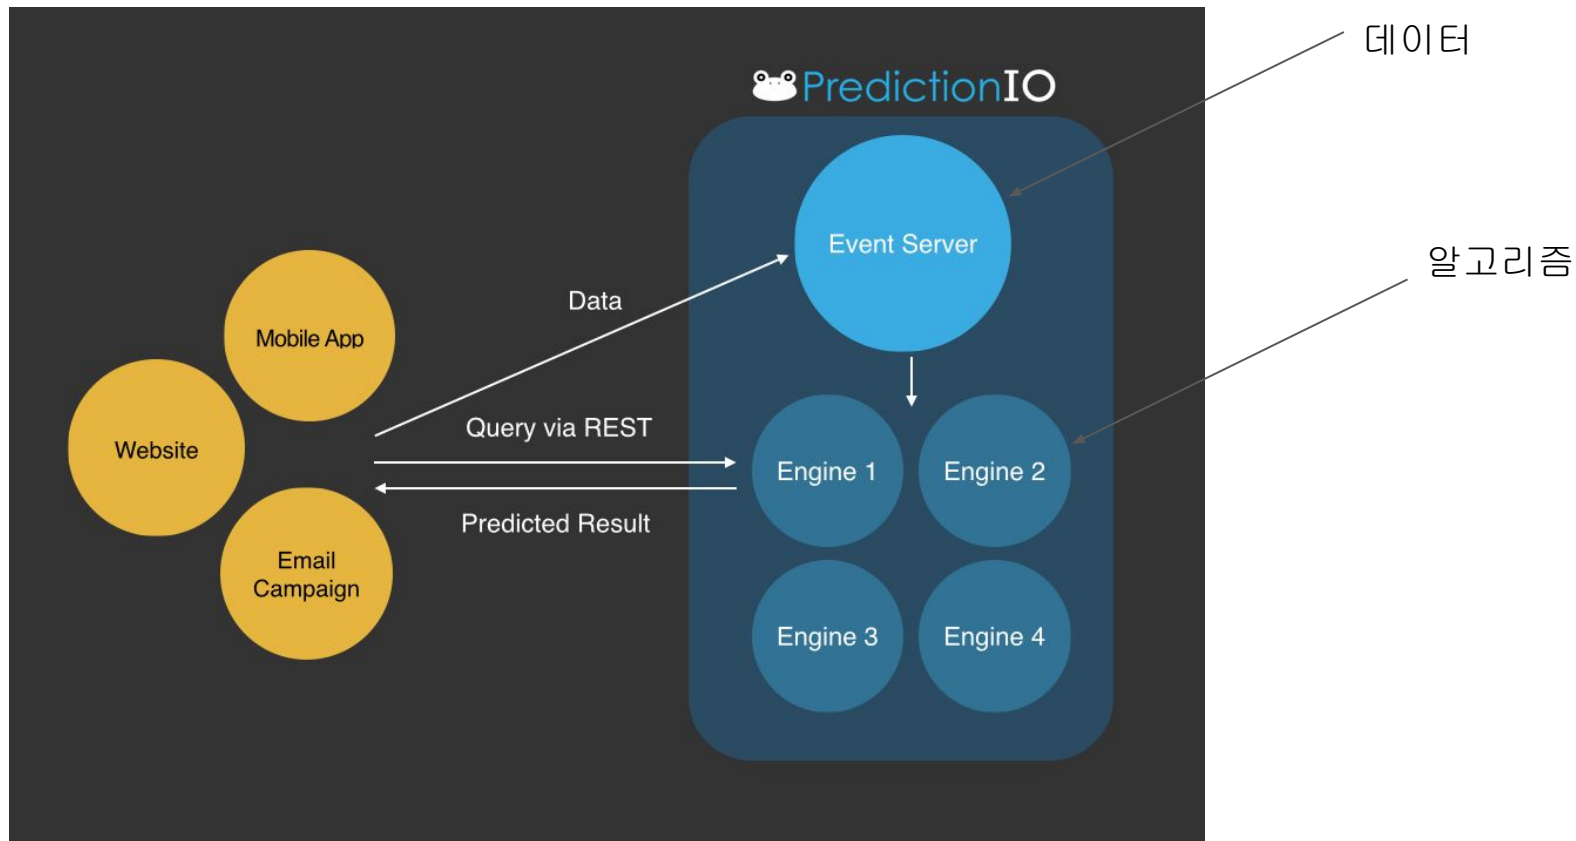 데이터
PredictionIO
Event Server
알고리즘
Data
Mobile App
Query via REST
Website
Engine 1
Engine 2
Predicted Result
Email
Campaign
Engine 3
Engine 4